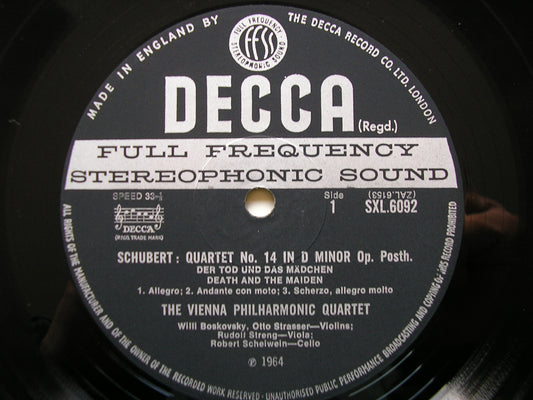 MADE IN ENGLAND BY
THE DECCA RECORD CO. LTD. LONDON
FULL FREQUENCY
FFSS
STEREOPHONIC SOUND
DECCA (Regd.)
FULL FREQUENCY
STEREOPHONIC SOUND
SPEED 33-⅓
DECCA
(REGD. TRADE MARK)
Side
1
(ZAL.6153)
SXL.6092
SCHUBERT : QUARTET No. 14 IN D MINOR Op. Posth.
DER TOD UND DAS MÄDCHEN
DEATH AND THE MAIDEN
1. Allegro; 2. Andante con moto; 3. Scherzo, allegro molto
THE VIENNA PHILHARMONIC QUARTET
Willi Boskovsky, Otto Strasser—Violins;
Rudolf Streng—Viola;
Robert Scheiwein—Cello
℗ 1964
ALL RIGHTS OF THE MANUFACTURER AND OF THE OWNER OF THE RECORDED WORK RESERVED · UNAUTHORISED PUBLIC PERFORMANCE BROADCASTING AND COPYING OF THIS RECORD PROHIBITED